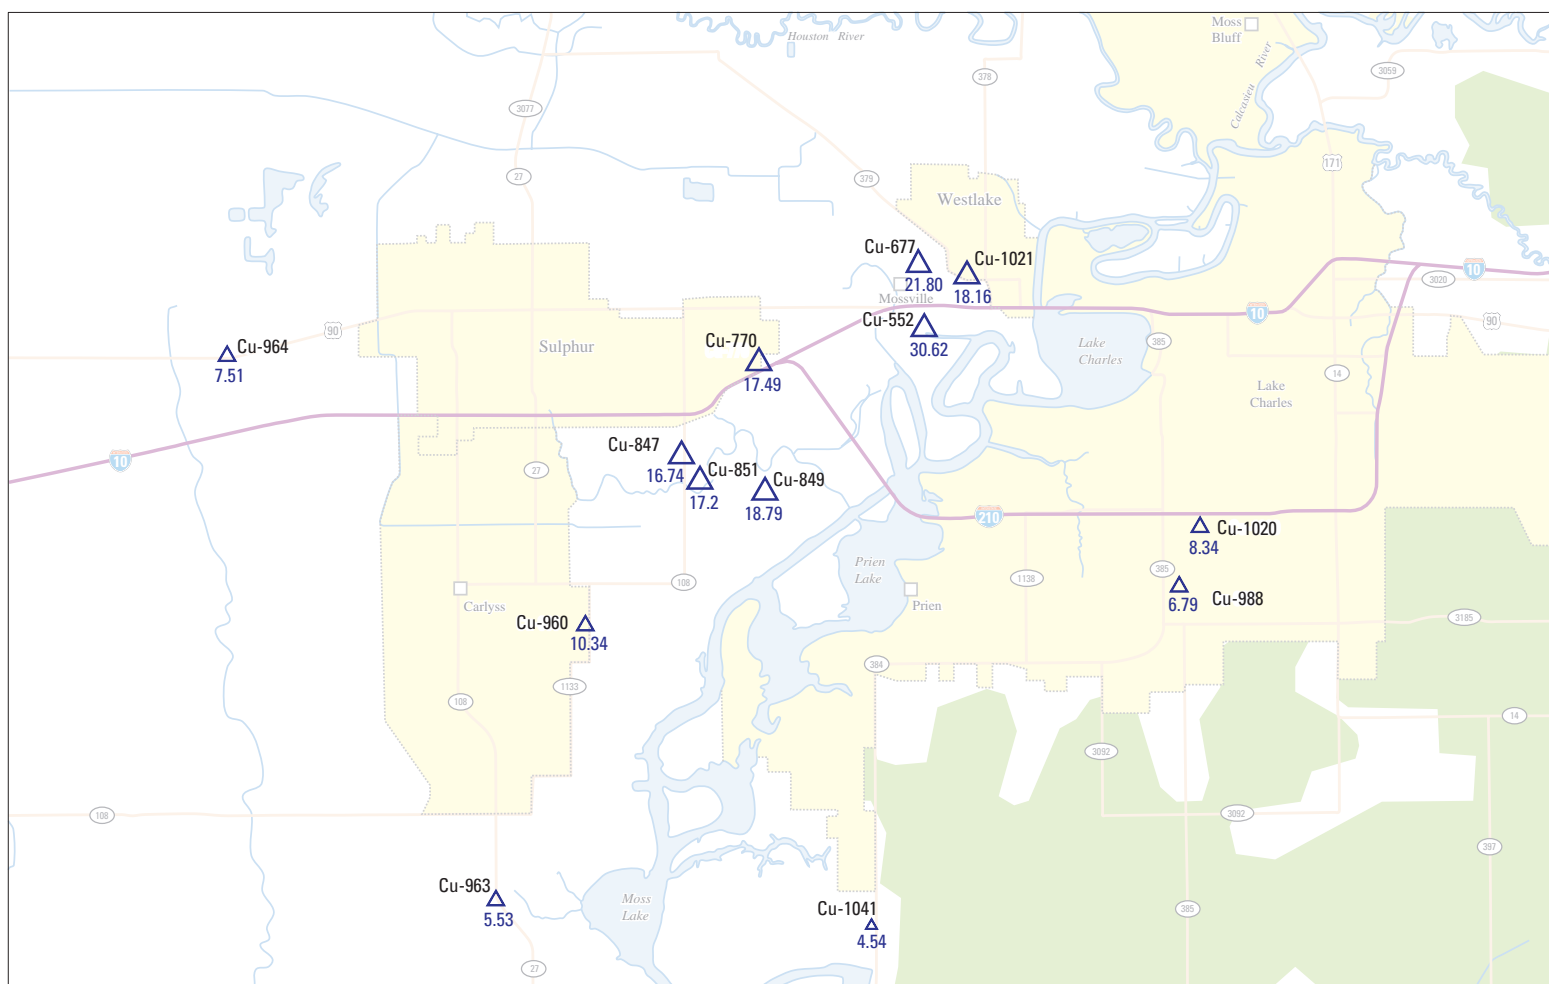 Moss
Bluff
Houston River
Calcasieu River
3059
378
3077
171
27
379
Westlake
Cu-677
21.80
Cu-1021
18.16
Mossville
10
3020
10
Cu-552
30.62
90
90
Cu-964
7.51
Sulphur
Cu-770
17.49
Lake
Charles
385
14
Lake
Charles
Cu-847
16.74
10
27
Cu-851
17.2
Cu-849
18.79
210
Cu-1020
8.34
Prien
Lake
385
1138
108
Cu-988
6.79
Carlyss
Prien
Cu-960
10.34
3185
384
1133
108
14
3092
108
3092
397
Cu-963
5.53
Moss
Lake
Cu-1041
4.54
385
27